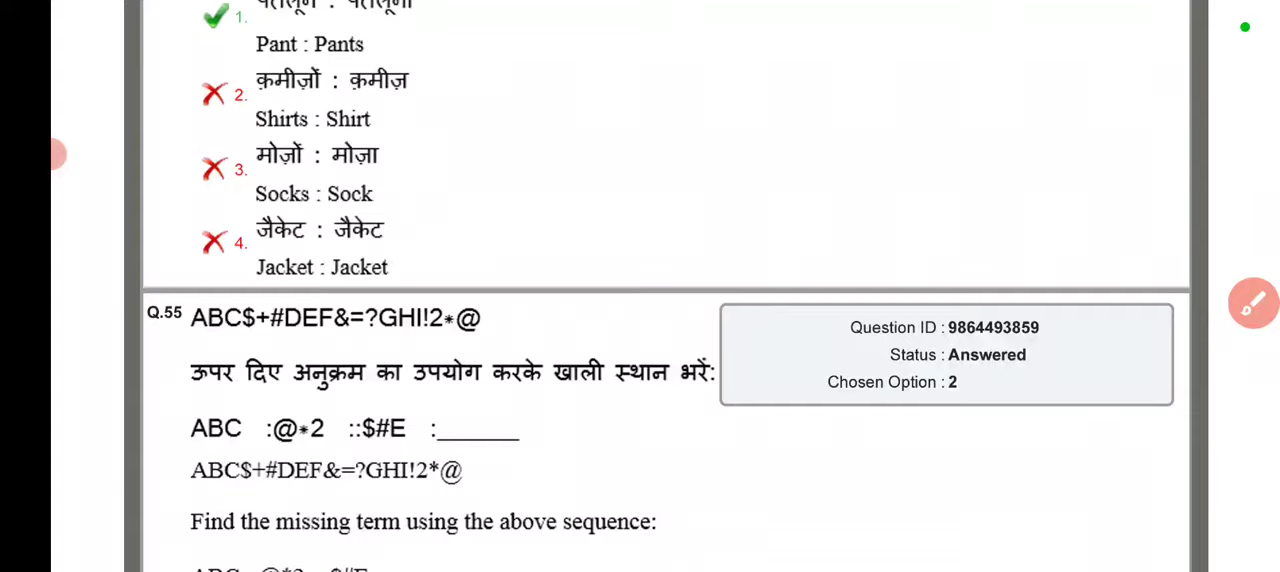 1.
Pant : Pants
क़मीज़ों : क़मीज़
2.
Shirts : Shirt
मोज़ों : मोज़ा
3.
Socks : Sock
जैकेट : जैकेट
4.
Jacket : Jacket
Q.55 ABC$+#DEF&=?GHI!2*@
Question ID : 9864493859
Status : Answered
Chosen Option : 2
ऊपर दिए अनुक्रम का उपयोग करके खाली स्थान भरें:
ABC :@*2 ::$#E :______
ABC$+#DEF&=?GHI!2*@
Find the missing term using the above sequence: